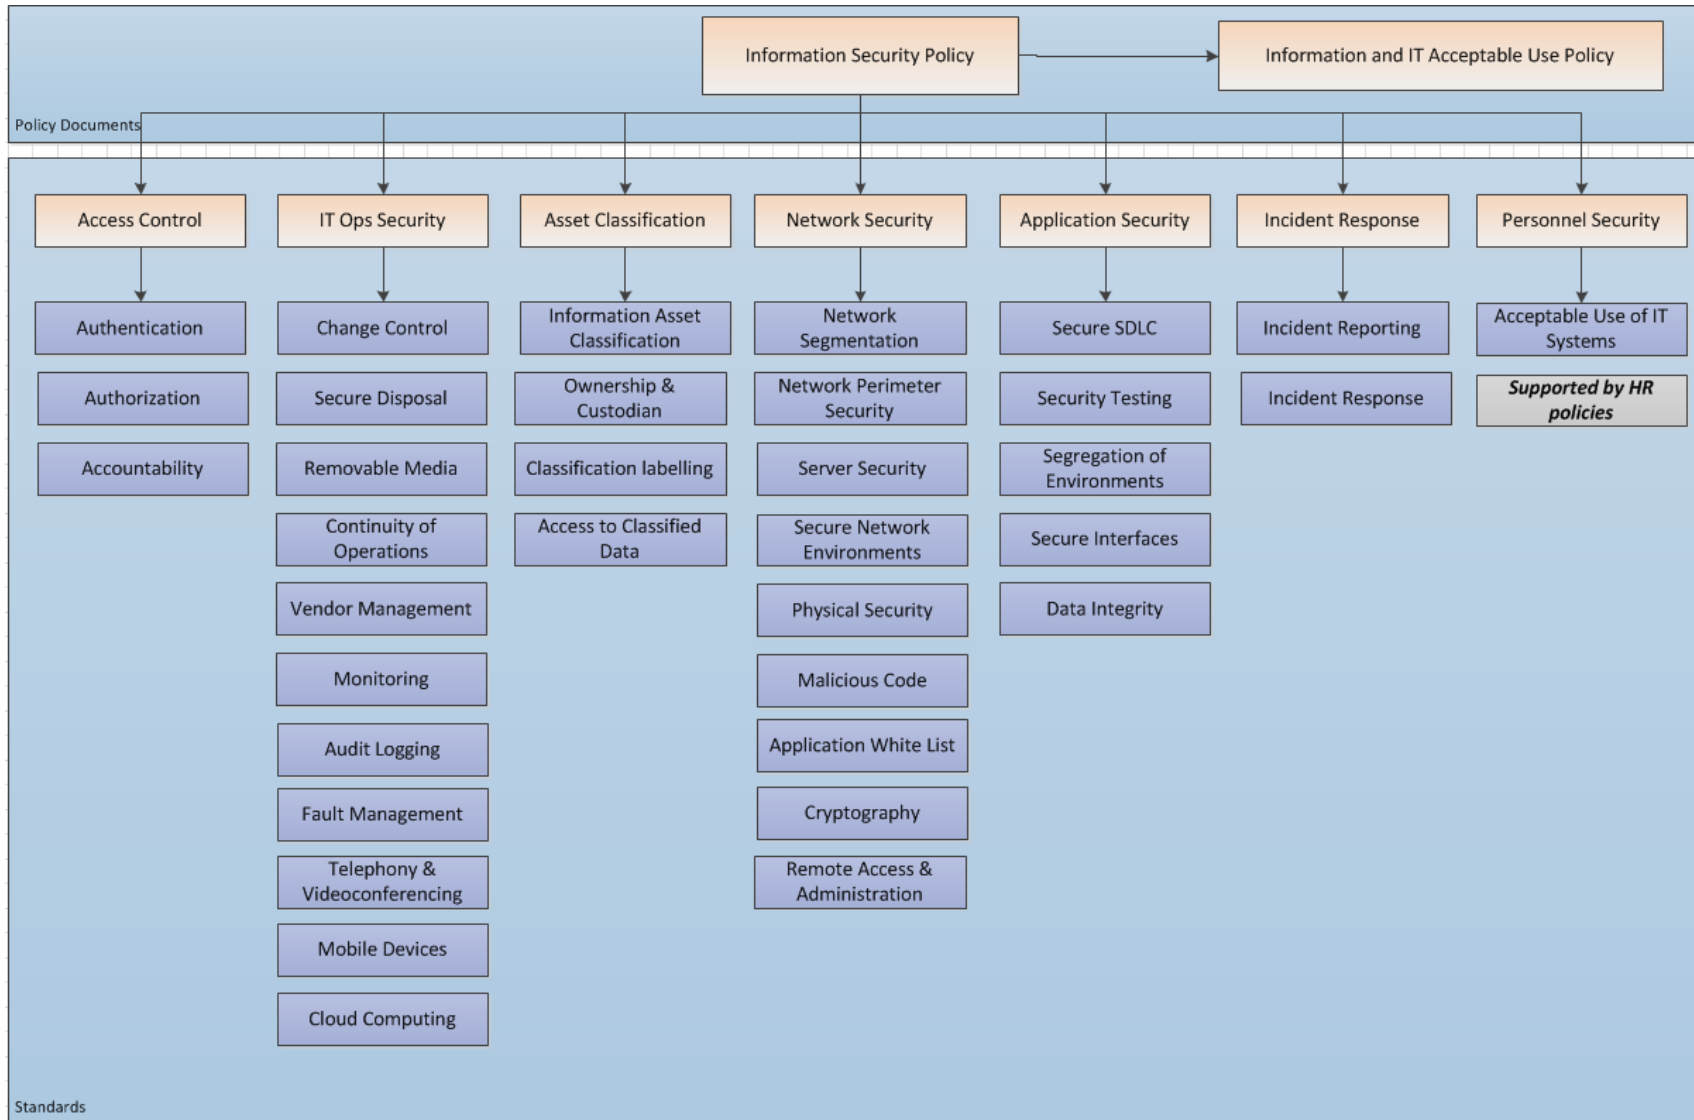 Information Security Policy
Information and IT Acceptable Use Policy
Policy Documents
Access Control
IT Ops Security
Asset Classification
Network Security
Application Security
Incident Response
Personnel Security
Authentication
Authorization
Accountability
Change Control
Secure Disposal
Removable Media
Continuity of
Operations
Vendor Management
Monitoring
Audit Logging
Fault Management
Telephony &
Videoconferencing
Mobile Devices
Cloud Computing
Information Asset
Classification
Ownership &
Custodian
Classification labelling
Access to Classified
Data
Network
Segmentation
Network Perimeter
Security
Server Security
Secure Network
Environments
Physical Security
Malicious Code
Application White List
Cryptography
Remote Access &
Administration
Secure SDLC
Security Testing
Segregation of
Environments
Secure Interfaces
Data Integrity
Incident Reporting
Incident Response
Acceptable Use of IT
Systems
Supported by HR
policies
Standards